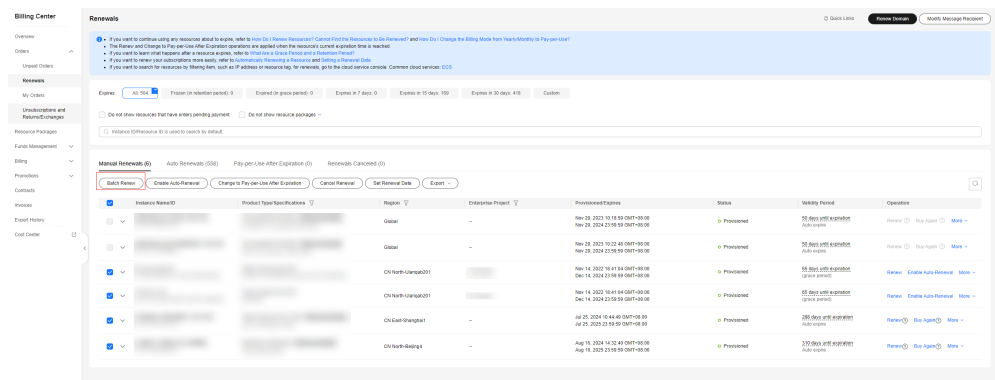 Billing Center
Overview
Orders
Unpaid Orders
Renewals
My Orders
Unsubscriptions and
Returns/Exchanges
Resource Packages
Funds Management
Billing
Promotions
Contracts
Invoices
Export History
Cost Center
Renewals
Quick Links
Renew Domain
Modify Message Recipient
If you want to continue using any resources about to expire, refer to How Do I Renew Resources? Cannot Find the Resources to Be Renewed? and How Do I Change the Billing Mode from Yearly/Monthly to Pay-per-Use?
The Renew and Change to Pay-per-Use After Expiration operations are applied when the resource's current expiration time is reached.
If you want to learn what happens after a resource expires, refer to What Are a Grace Period and a Retention Period?
If you want to renew your subscriptions more easily, refer to Automatically Renewing a Resource and Setting a Renewal Date
If you want to search for resources by filtering item, such as IP address or resource tag, for renewals, go to the cloud service console. Common cloud services: ECS
Expires All: 564 Frozen (in retention period): 0 Expired (in grace period): 0 Expires in 7 days: 0 Expires in 15 days: 169 Expires in 30 days: 418 Custom
Do not show resources that have orders pending payment Do not show resource packages
Instance ID/Resource ID is used to search by default.
Manual Renewals (6) Auto Renewals (558) Pay-per-Use After Expiration (0) Renewals Canceled (0)
Batch Renew Enable Auto-Renewal Change to Pay-per-Use After Expiration Cancel Renewal Set Renewal Date Export
Instance Name/ID Product Type/Specifications Region Enterprise Project Provisioned/Expires Status Validity Period Operation
Global -- Nov 29, 2023 10:18:59 GMT+08:00 Provisioned 50 days until expiration Renew Buy Again More
Nov 29, 2024 23:59:59 GMT+08:00 Auto expire
Global -- Nov 29, 2023 10:22:48 GMT+08:00 Provisioned 50 days until expiration Renew Buy Again More
Nov 29, 2024 23:59:59 GMT+08:00 Auto expire
CN North-Ulanqab201 Nov 14, 2022 18:41:04 GMT+08:00 Provisioned 65 days until expiration Renew Enable Auto-Renewal More
Dec 14, 2024 23:59:59 GMT+08:00 (grace period)
CN North-Ulanqab201 Nov 14, 2022 18:41:04 GMT+08:00 Provisioned 65 days until expiration Renew Enable Auto-Renewal More
Dec 14, 2024 23:59:59 GMT+08:00 (grace period)
CN East-Shanghai1 -- Jul 25, 2024 10:44:49 GMT+08:00 Provisioned 288 days until expiration Renew Buy Again More
Jul 25, 2025 23:59:59 GMT+08:00 Auto expire
CN North-Beijing4 -- Aug 16, 2024 14:32:40 GMT+08:00 Provisioned 310 days until expiration Renew Buy Again More
Aug 16, 2025 23:59:59 GMT+08:00 Auto expire